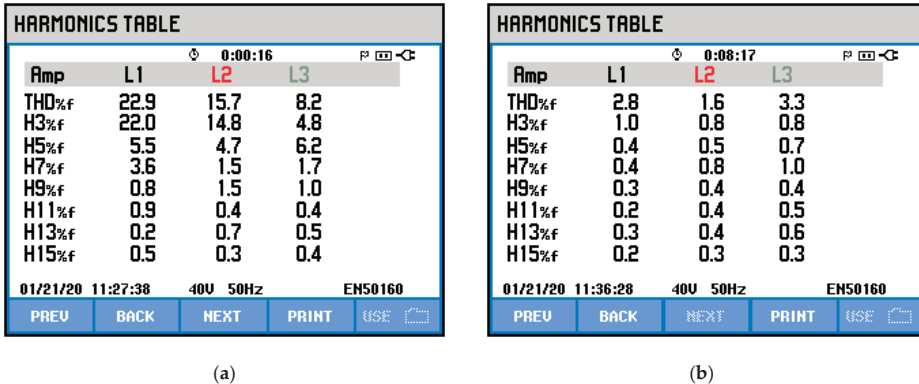 HARMONICS TABLE
0:00:16
Amp L1 L2 L3
THD%f 22.9 15.7 8.2
H3%f 22.0 14.8 4.8
H5%f 5.5 4.7 6.2
H7%f 3.6 1.5 1.7
H9%f 0.8 1.5 1.0
H11%f 0.9 0.4 0.4
H13%f 0.2 0.7 0.5
H15%f 0.5 0.3 0.4
01/21/20 11:27:38 40V 50Hz EN50160
PREV BACK NEXT PRINT USE
(a)
HARMONICS TABLE
0:08:17
Amp L1 L2 L3
THD%f 2.8 1.6 3.3
H3%f 1.0 0.8 0.8
H5%f 0.4 0.5 0.7
H7%f 0.4 0.8 1.0
H9%f 0.3 0.4 0.4
H11%f 0.2 0.4 0.5
H13%f 0.3 0.4 0.6
H15%f 0.2 0.3 0.3
01/21/20 11:36:28 40V 50Hz EN50160
PREV BACK NEXT PRINT USE
(b)